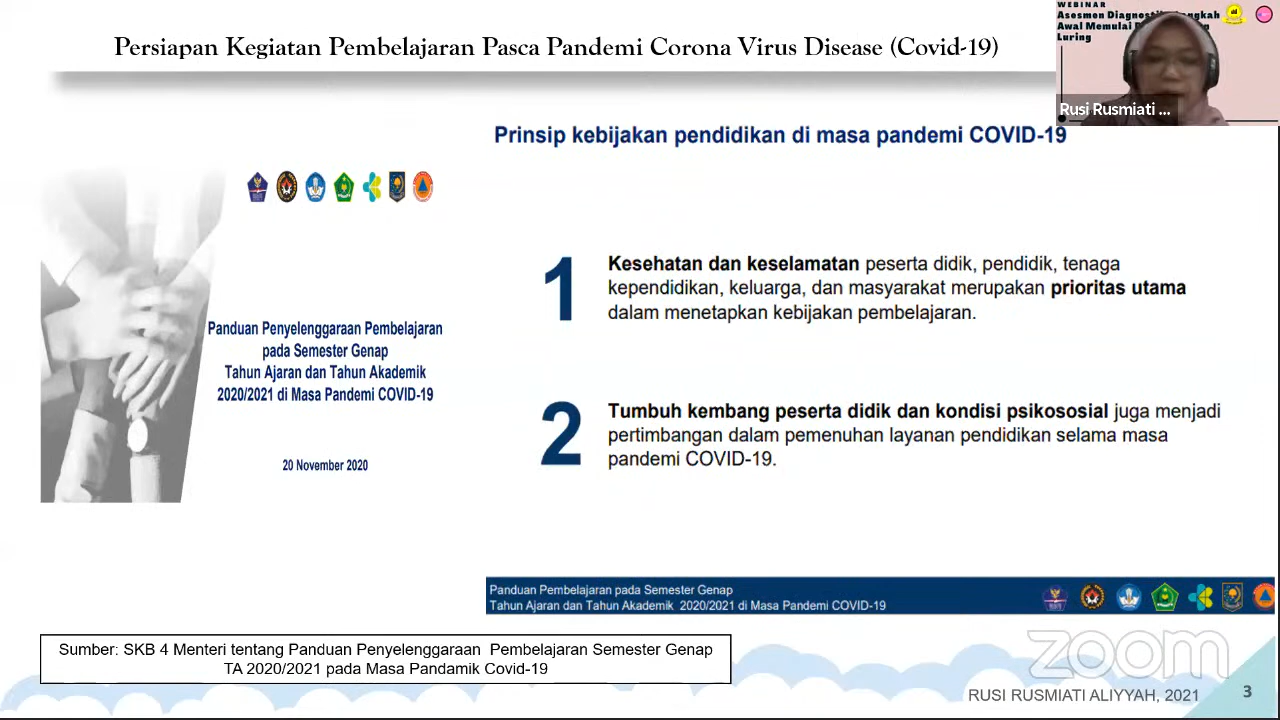 Persiapan Kegiatan Pembelajaran Pasca Pandemi Corona Virus Disease (Covid-19)
WEBINAR
Asesmen
Awal Memulai
Luring
Rusi Rusmiati ...
Prinsip kebijakan pendidikan di masa pandemi COVID-19
Panduan Penyelenggaraan Pembelajaran
pada Semester Genap
Tahun Ajaran dan Tahun Akademik
2020/2021 di Masa Pandemi COVID-19
20 November 2020
1
Kesehatan dan keselamatan peserta didik, pendidik, tenaga
kependidikan, keluarga, dan masyarakat merupakan prioritas utama
dalam menetapkan kebijakan pembelajaran.
2
Tumbuh kembang peserta didik dan kondisi psikososial juga menjadi
pertimbangan dalam pemenuhan layanan pendidikan selama masa
pandemi COVID-19.
Panduan Pembelajaran pada Semester Genap
Tahun Ajaran dan Tahun Akademik 2020/2021 di Masa Pandemi COVID-19
Sumber: SKB 4 Menteri tentang Panduan Penyelenggaraan Pembelajaran Semester Genap
TA 2020/2021 pada Masa Pandamik Covid-19
zoom
RUSI RUSMIATI ALIYYAH, 2021
3